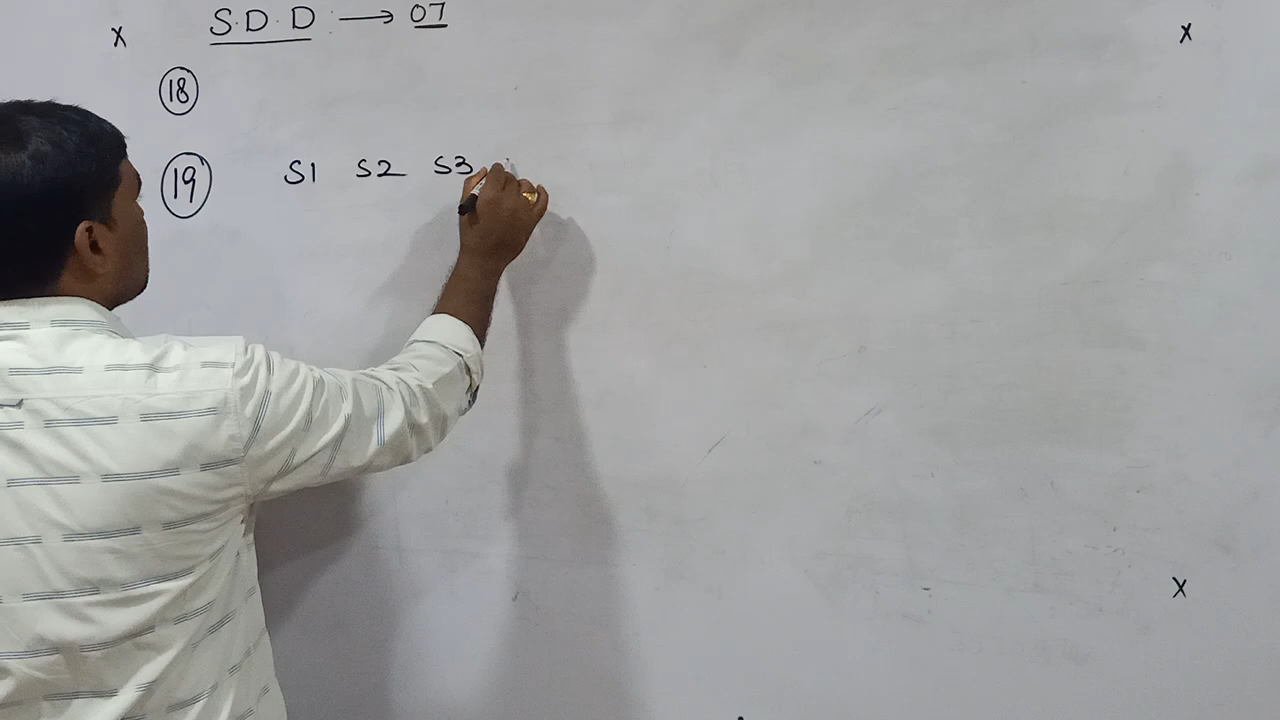 x S.D.D → 07 x
18
19 S1 S2 S3
x